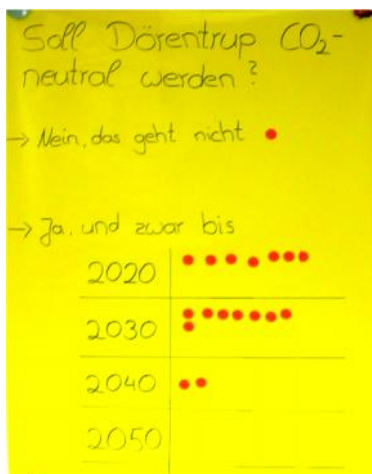 Soll Dörentrup CO₂-
neutral werden?
→ Nein, das geht nicht
→ Ja, und zwar bis
2020
2030
2040
2050